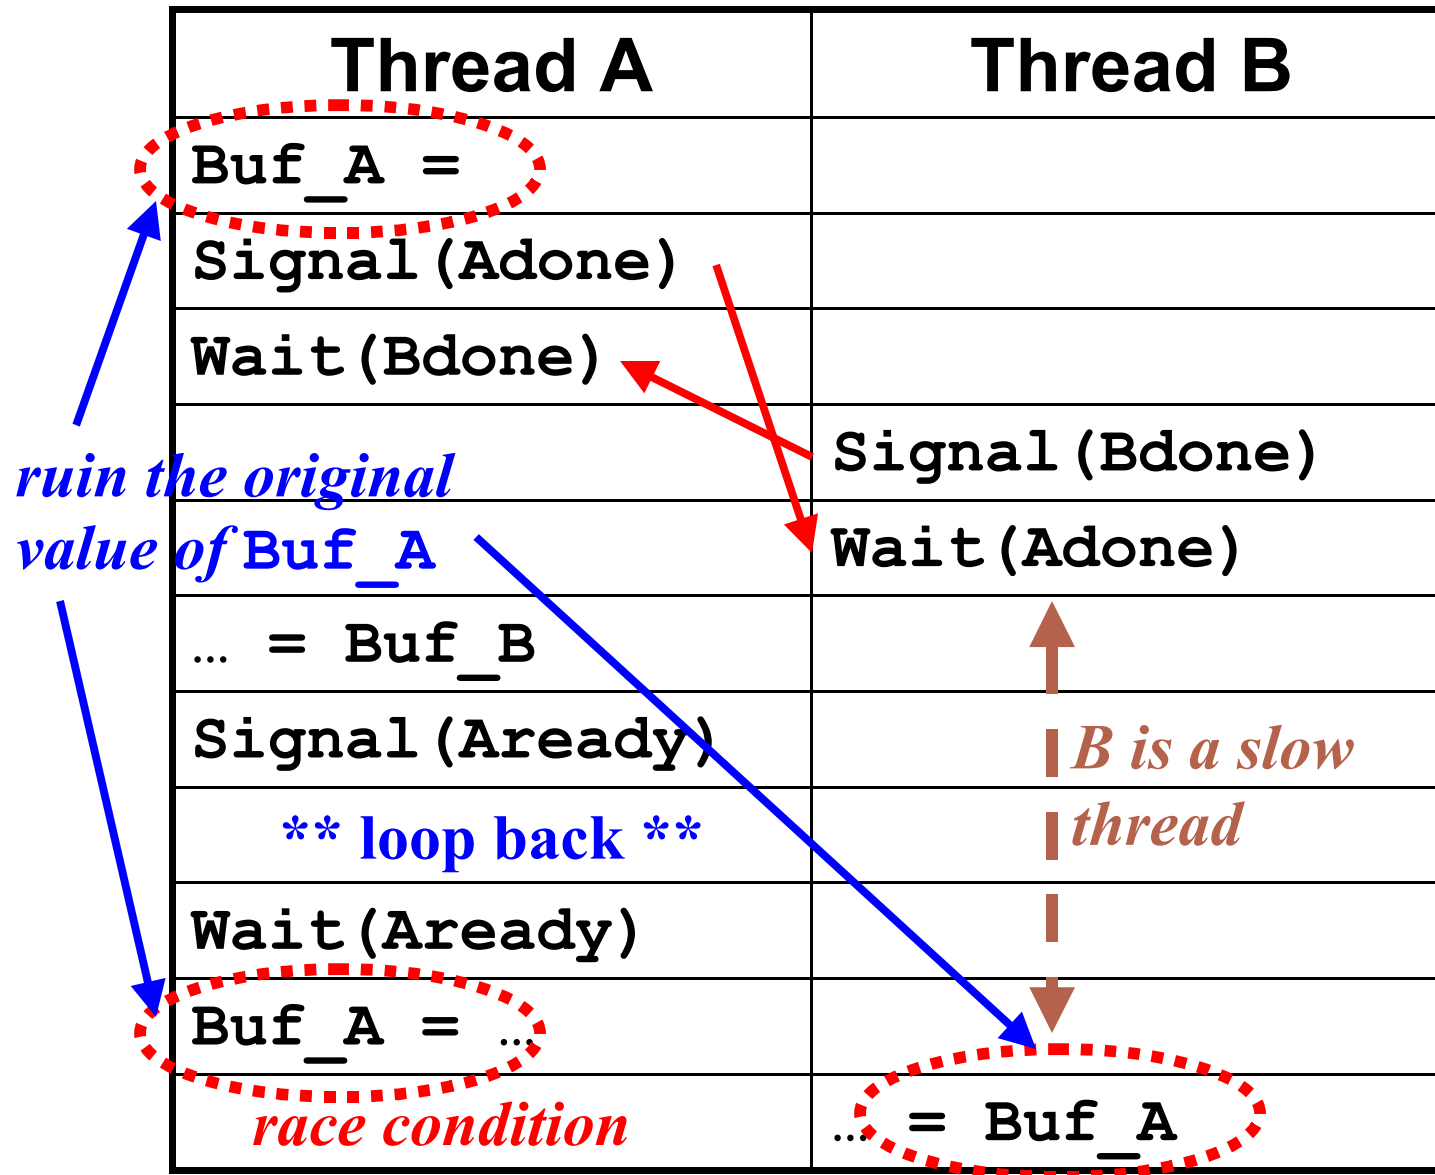 Thread A Thread B
Buf_A =
Signal(Adone)
Wait(Bdone)
Signal(Bdone)
ruin the original
value of Buf_A
Wait(Adone)
… = Buf_B
Signal(Aready)
B is a slow
thread
** loop back **
Wait(Aready)
Buf_A = …
race condition
… = Buf_A